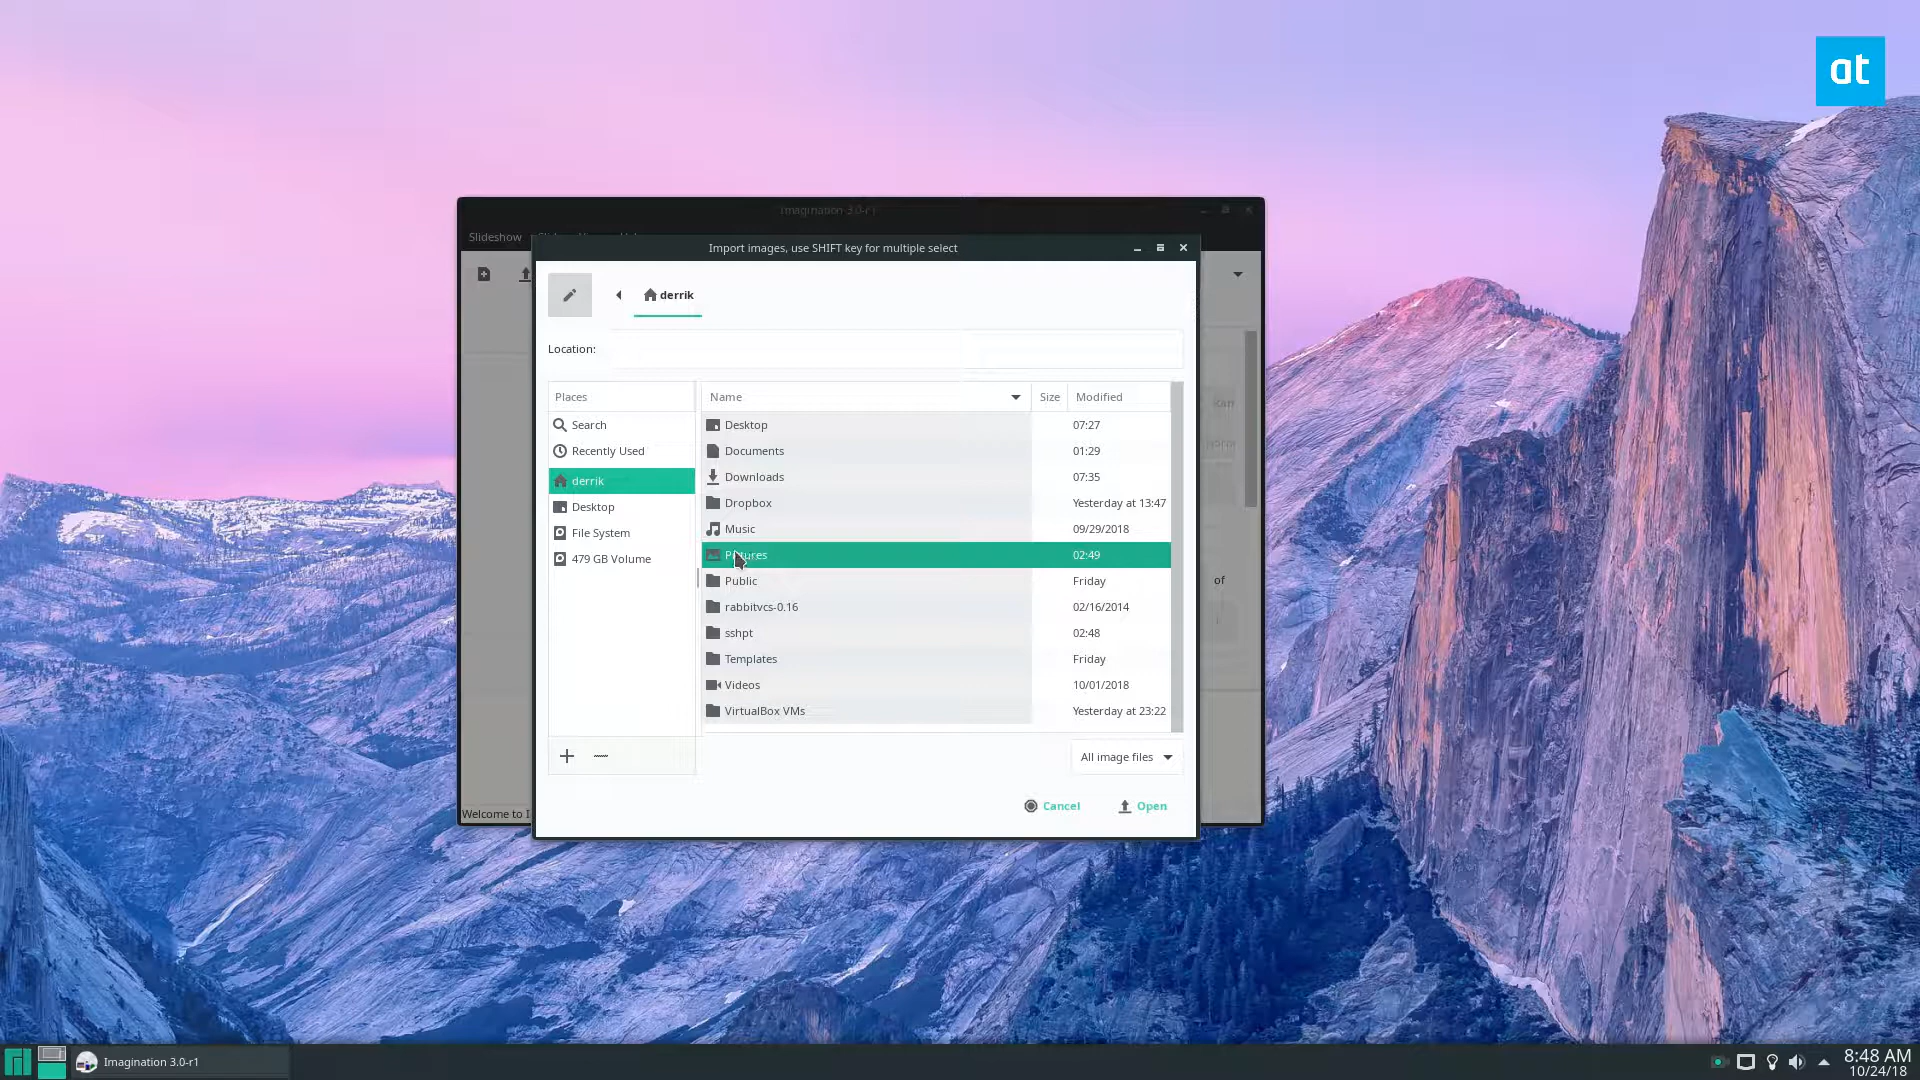 at
Imagination 3.0-r1
Slideshow
Import images, use SHIFT key for multiple select
derrik
Location:
Places
Name
Size
Modified
Search
Recently Used
derrik
Desktop
File System
479 GB Volume
Desktop 07:27
Documents 01:29
Downloads 07:35
Dropbox Yesterday at 13:47
Music 09/29/2018
Pictures 02:49
Public Friday
rabbitvcs-0.16 02/16/2014
sshpt 02:48
Templates Friday
Videos 10/01/2018
VirtualBox VMs Yesterday at 23:22
of
All image files
Cancel
Open
Welcome to I
Imagination 3.0-r1
8:48 AM
10/24/18